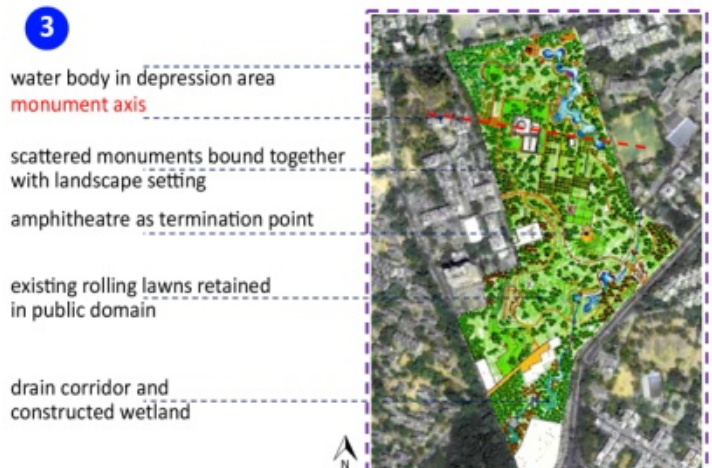 3
water body in depression area
monument axis
scattered monuments bound together
with landscape setting
amphitheatre as termination point
existing rolling lawns retained
in public domain
drain corridor and
constructed wetland
N